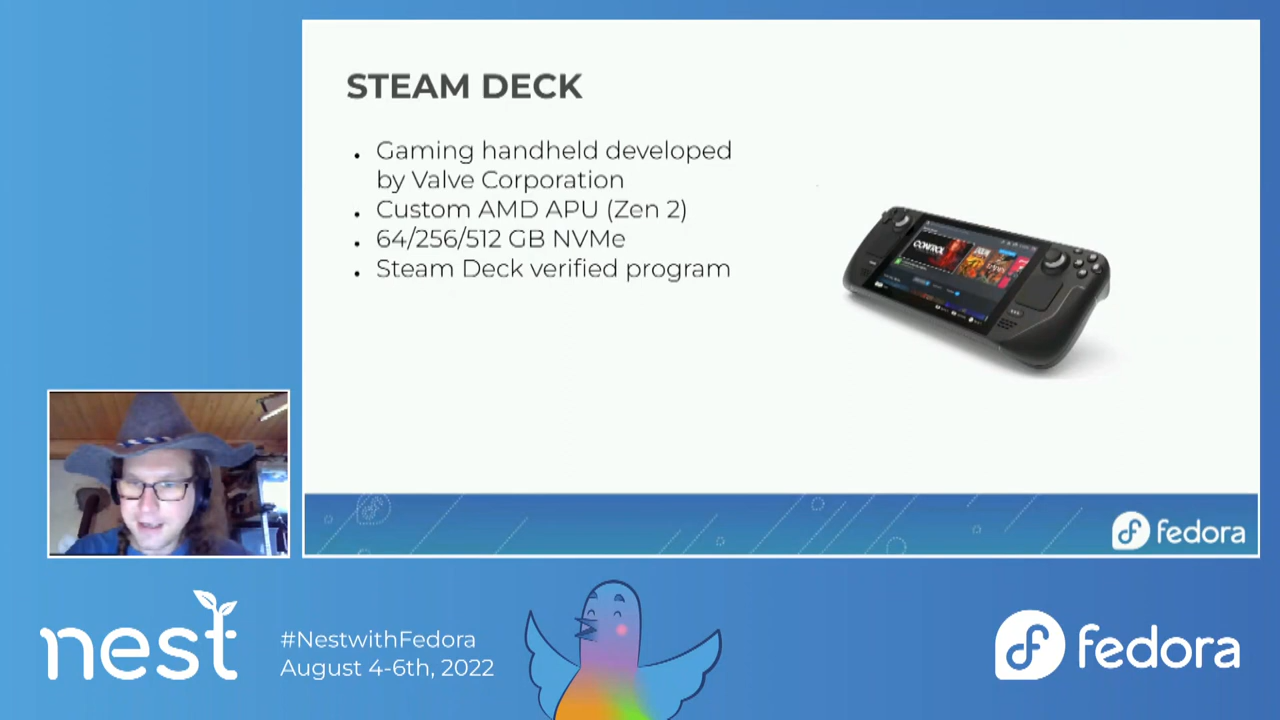 STEAM DECK
• Gaming handheld developed
by Valve Corporation
• Custom AMD APU (Zen 2)
• 64/256/512 GB NVMe
• Steam Deck verified program
CONTROL
fedora
nest
#NestwithFedora
August 4-6th, 2022
fedora